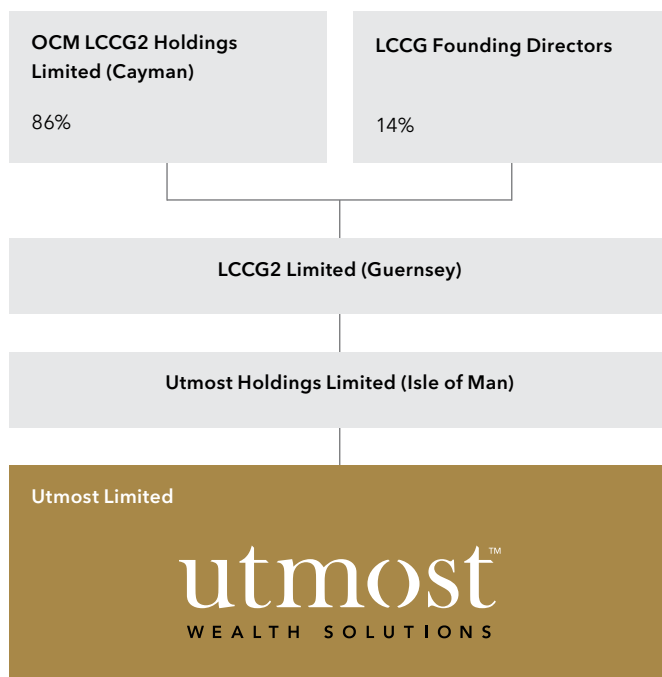 OCM LCCG2 Holdings
Limited (Cayman)
86%
LCCG Founding Directors
14%
LCCG2 Limited (Guernsey)
Utmost Holdings Limited (Isle of Man)
Utmost Limited
utmost™
WEALTH SOLUTIONS